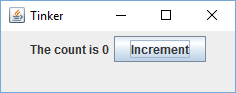 Tinker
The count is 0 Increment